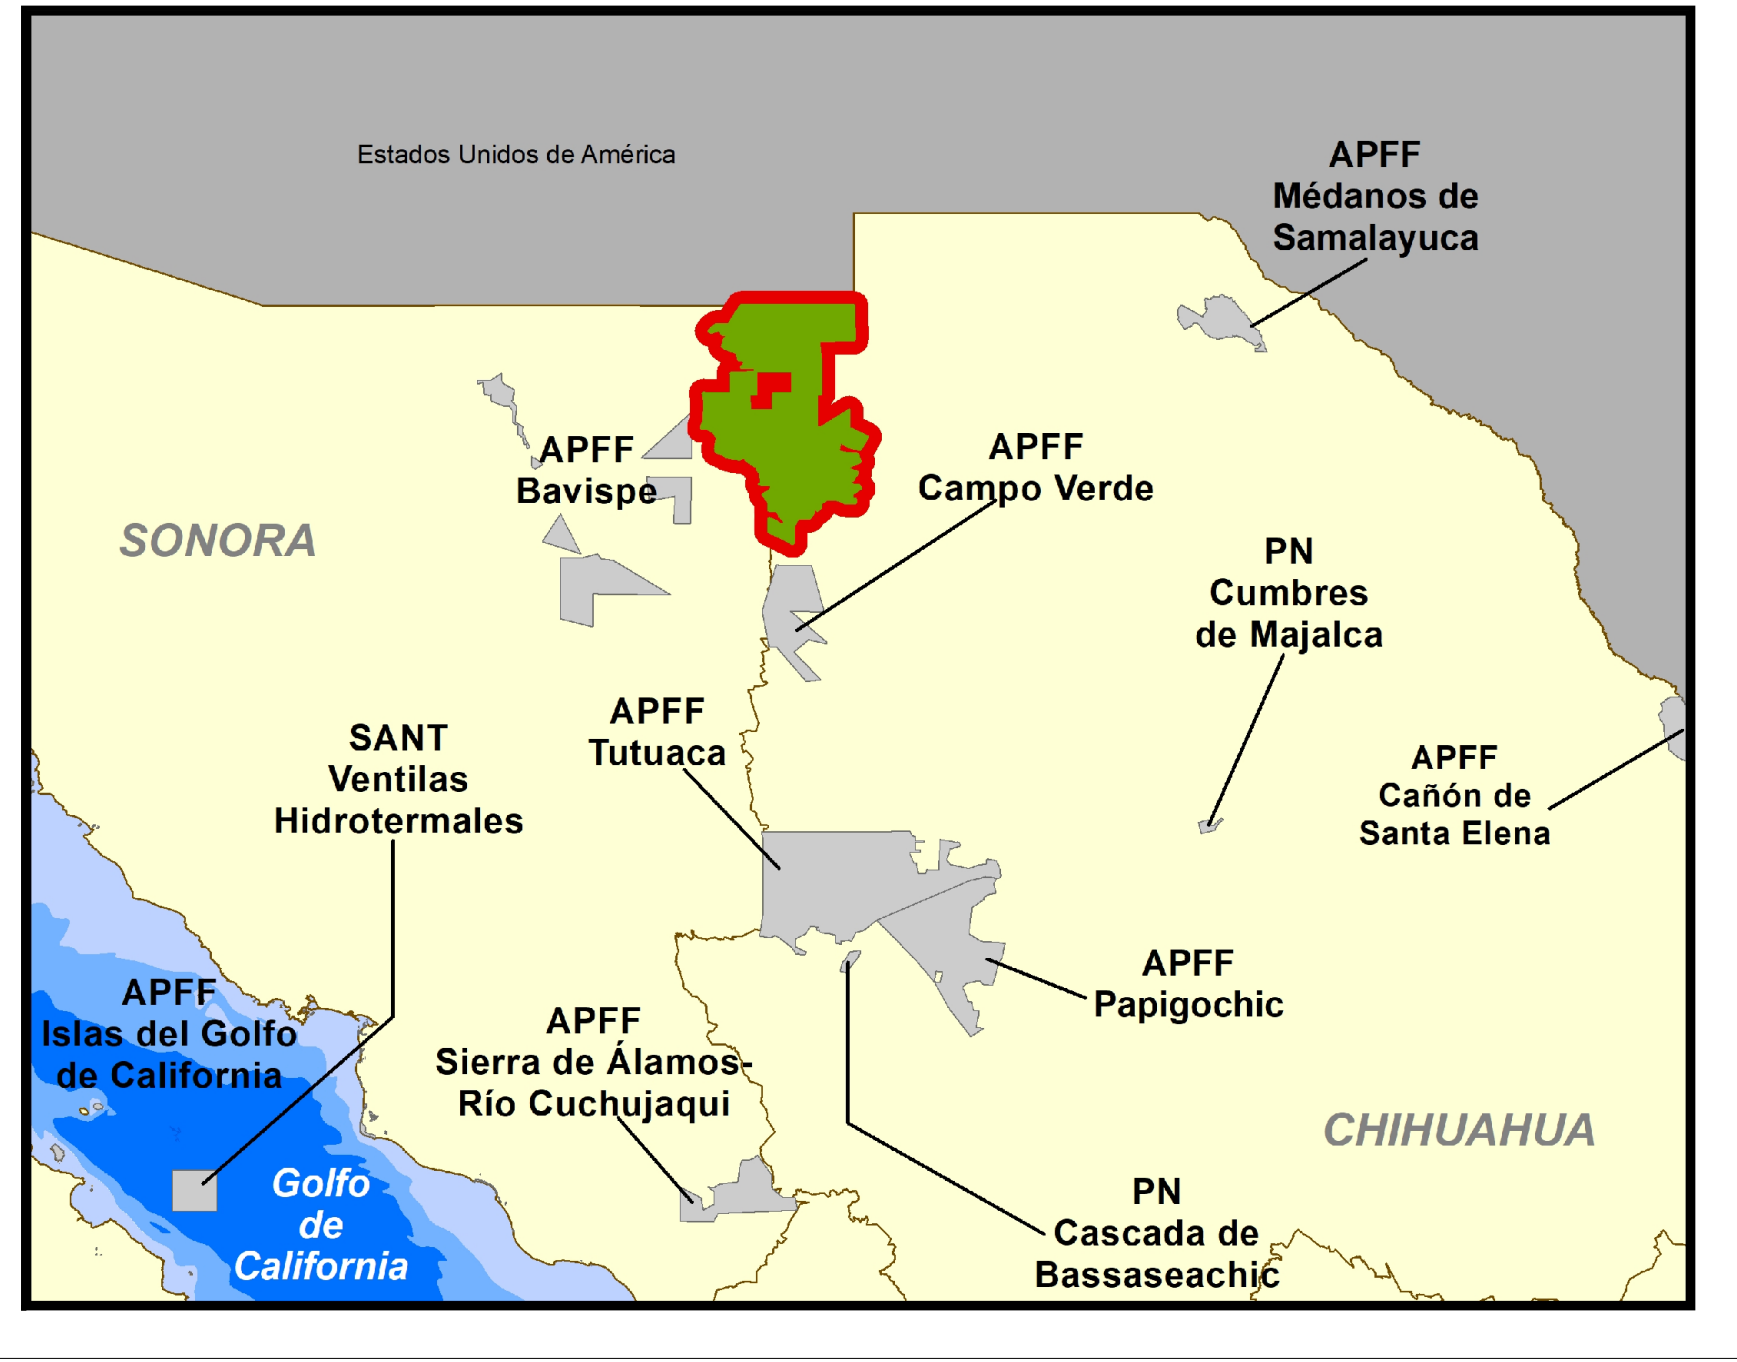 Estados Unidos de América
APFF
Médanos de
Samalayuca
APFF
Bavispe
APFF
Campo Verde
SONORA
PN
Cumbres
de Majalca
APFF
Tutuaca
SANT
Ventilas
Hidrotermales
APFF
Cañón de
Santa Elena
APFF
Islas del Golfo
de California
APFF
Sierra de Álamos-
Río Cuchujaqui
APFF
Papigochic
CHIHUAHUA
Golfo
de
California
PN
Cascada de
Bassaseachic